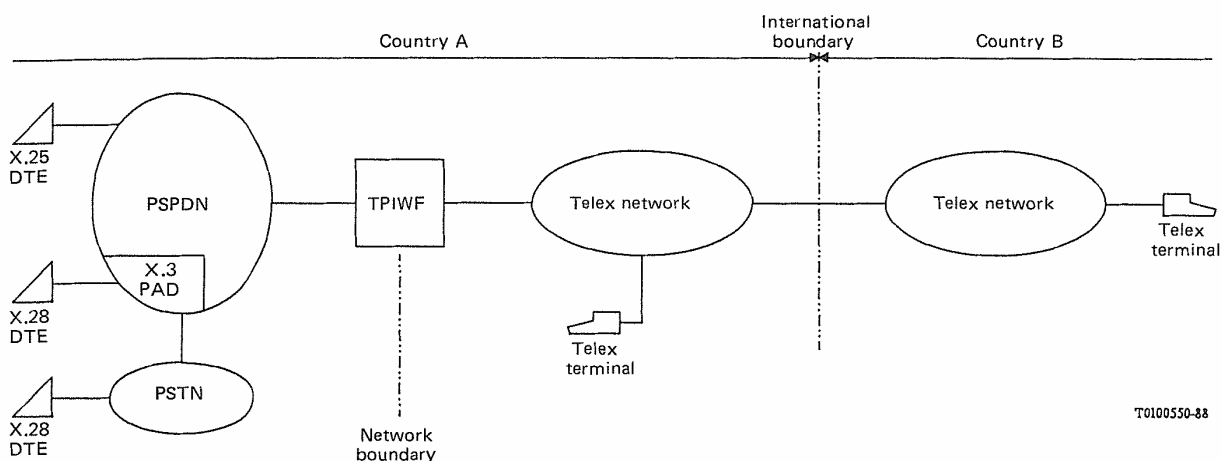 International
boundary
Country A
Country B
X.25
DTE
PSPDN
TPIWF
Telex network
Telex network
Telex
terminal
X.3
PAD
X.28
DTE
Telex
terminal
PSTN
X.28
DTE
Network
boundary
T0100550-88